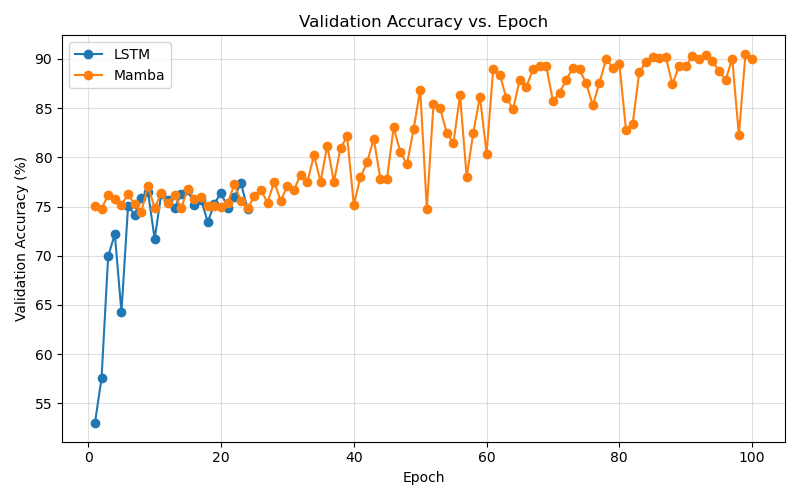 Validation Accuracy vs. Epoch
LSTM
Mamba
Validation Accuracy (%)
90
85
80
75
70
65
60
55
0 20 40 60 80 100
Epoch